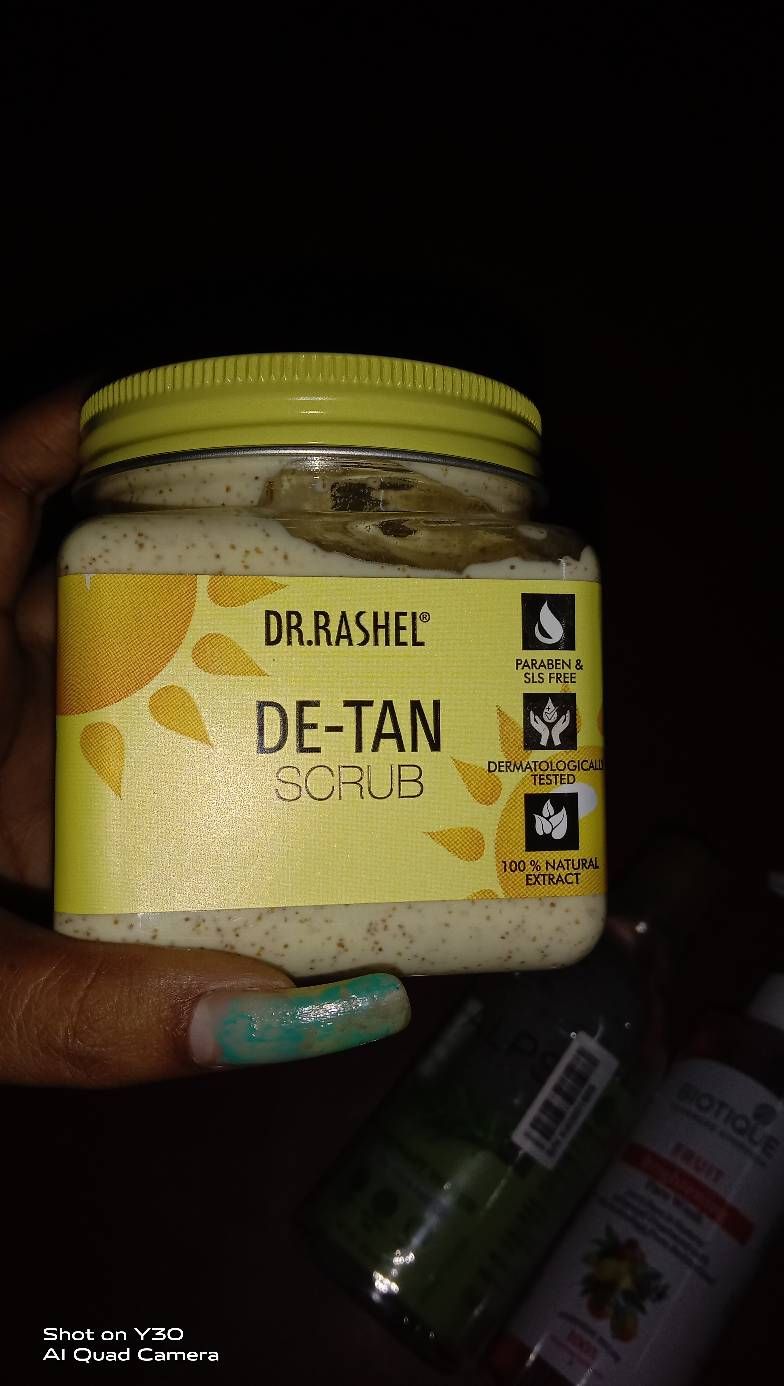 DR.RASHEL®
DE-TAN
SCRUB
PARABEN &
SLS FREE
DERMATOLOGICALL
TESTED
100 % NATURAL
EXTRACT
BIOTIQUE
FRUIT
Shot on Y30
AI Quad Camera